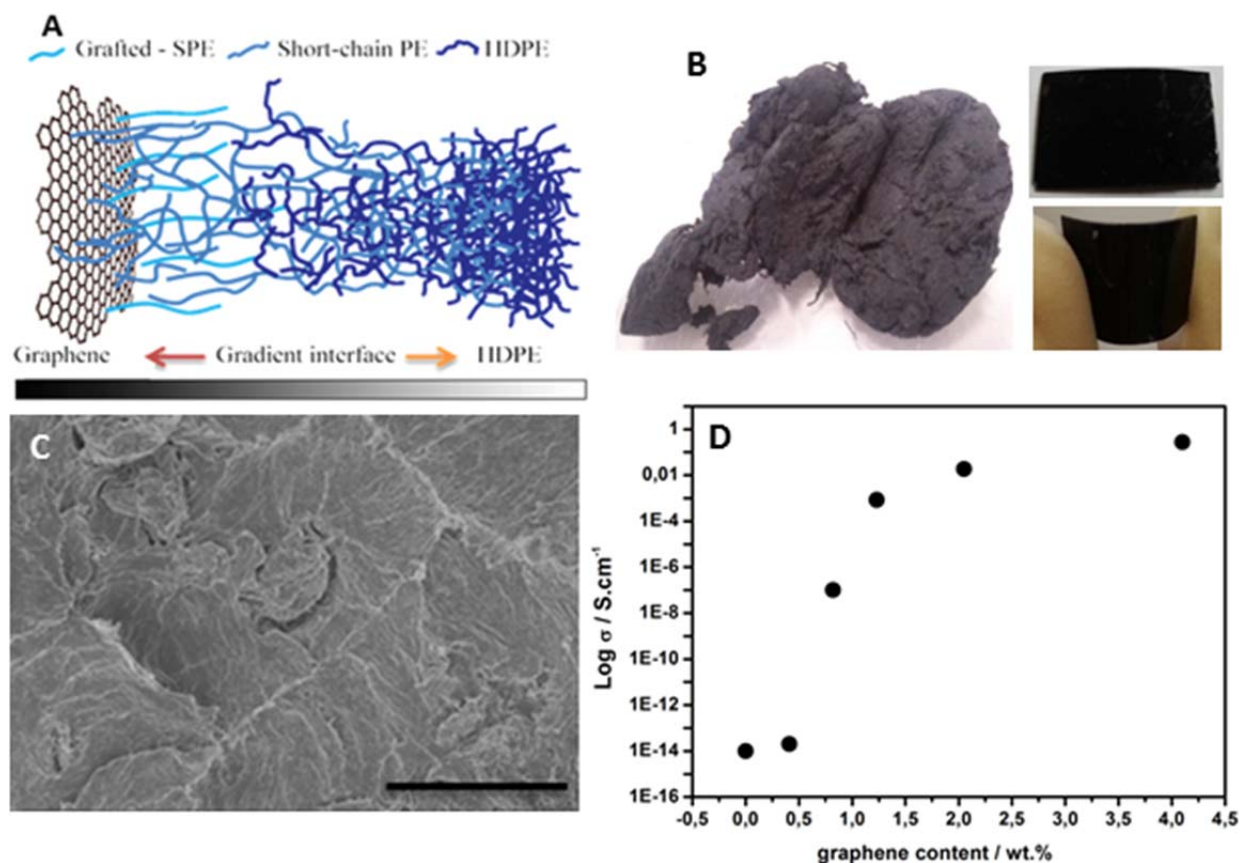 A
Grafted - SPE Short-chain PE HDPE
Graphene Gradient interface HDPE
B
C
D
Log σ / S.cm⁻¹
1
0,01
1E-4
1E-6
1E-8
1E-10
1E-12
1E-14
1E-16
-0,5 0,0 0,5 1,0 1,5 2,0 2,5 3,0 3,5 4,0 4,5
graphene content / wt.%